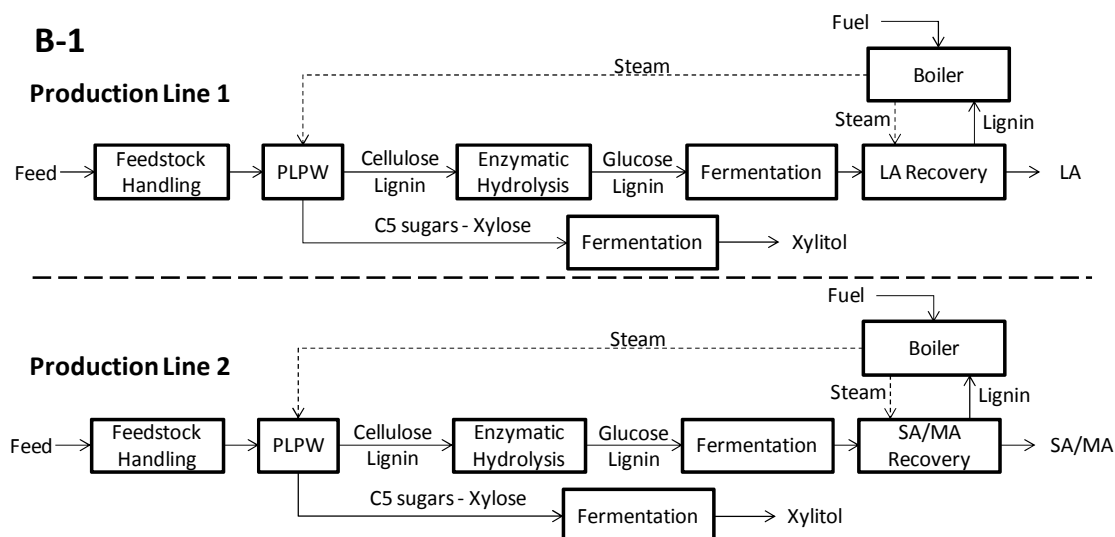 B-1
Production Line 1
Fuel
Boiler
Steam
Steam
Lignin
Feed
Feedstock
Handling
PLPW
Cellulose
Lignin
Enzymatic
Hydrolysis
Glucose
Lignin
Fermentation
LA Recovery
LA
C5 sugars - Xylose
Fermentation
Xylitol
Production Line 2
Fuel
Boiler
Steam
Steam
Lignin
Feed
Feedstock
Handling
PLPW
Cellulose
Lignin
Enzymatic
Hydrolysis
Glucose
Lignin
Fermentation
SA/MA
Recovery
SA/MA
C5 sugars - Xylose
Fermentation
Xylitol